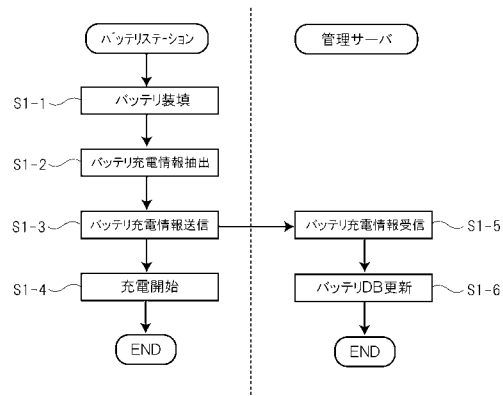 バッテリステーション
管理サーバ
S1-1
バッテリ装填
S1-2
バッテリ充電情報抽出
S1-3
バッテリ充電情報送信
バッテリ充電情報受信
S1-5
S1-4
充電開始
バッテリDB更新
S1-6
END
END